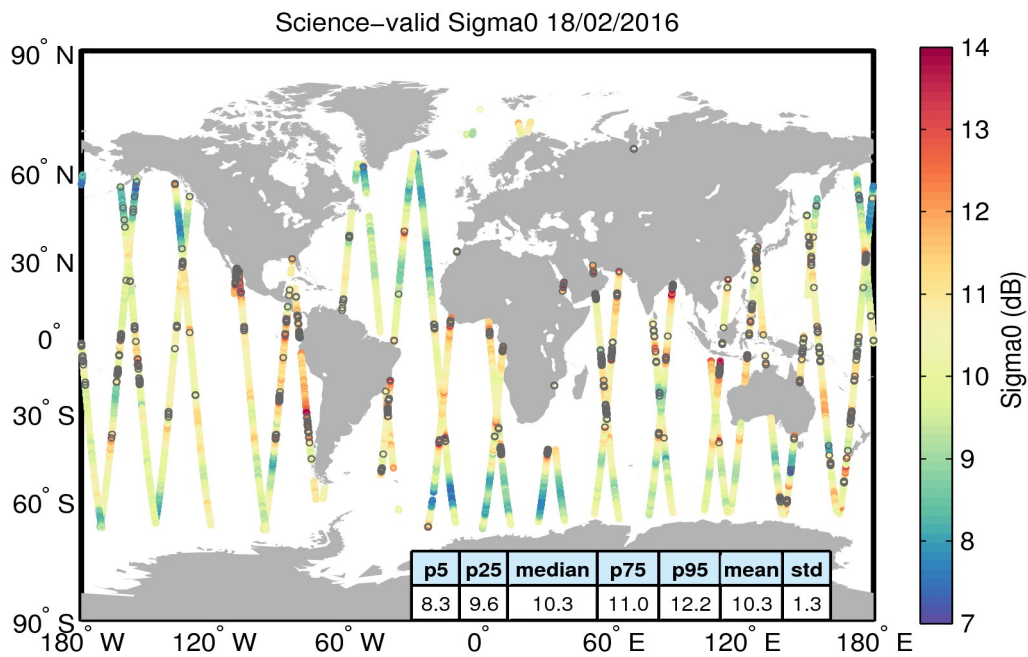 Science−valid Sigma0 18/02/2016
90° N
60° N
30° N
0°
30° S
60° S
90° S
180° W
120° W
60° W
0°
60° E
120° E
180° E
14
13
12
11
10
9
8
7
Sigma0 (dB)
p5 p25 median p75 p95 mean std
8.3 9.6 10.3 11.0 12.2 10.3 1.3